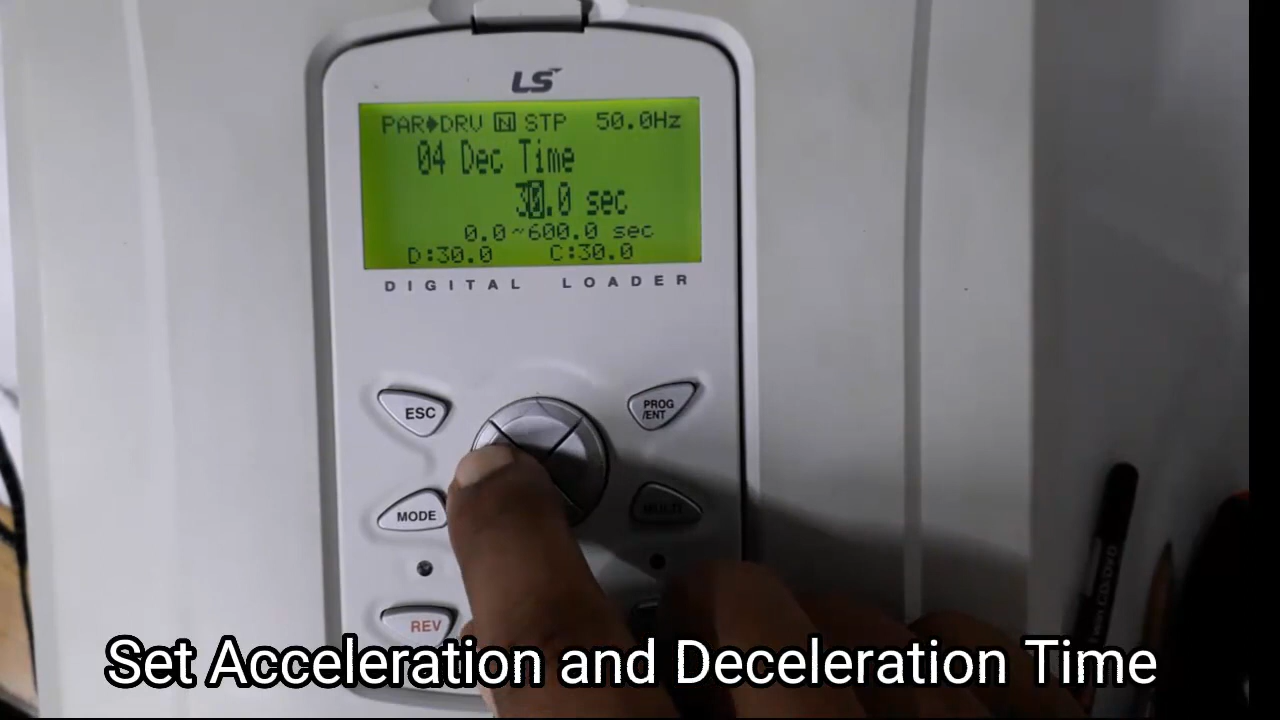 LS
PAR➧DRV N STP 50.0Hz
04 Dec Time
30.0 sec
0.0~600.0 sec
D:30.0 C:30.0
DIGITAL LOADER
ESC
PROG
/ENT
MODE
MULTI
REV
Set Acceleration and Deceleration Time